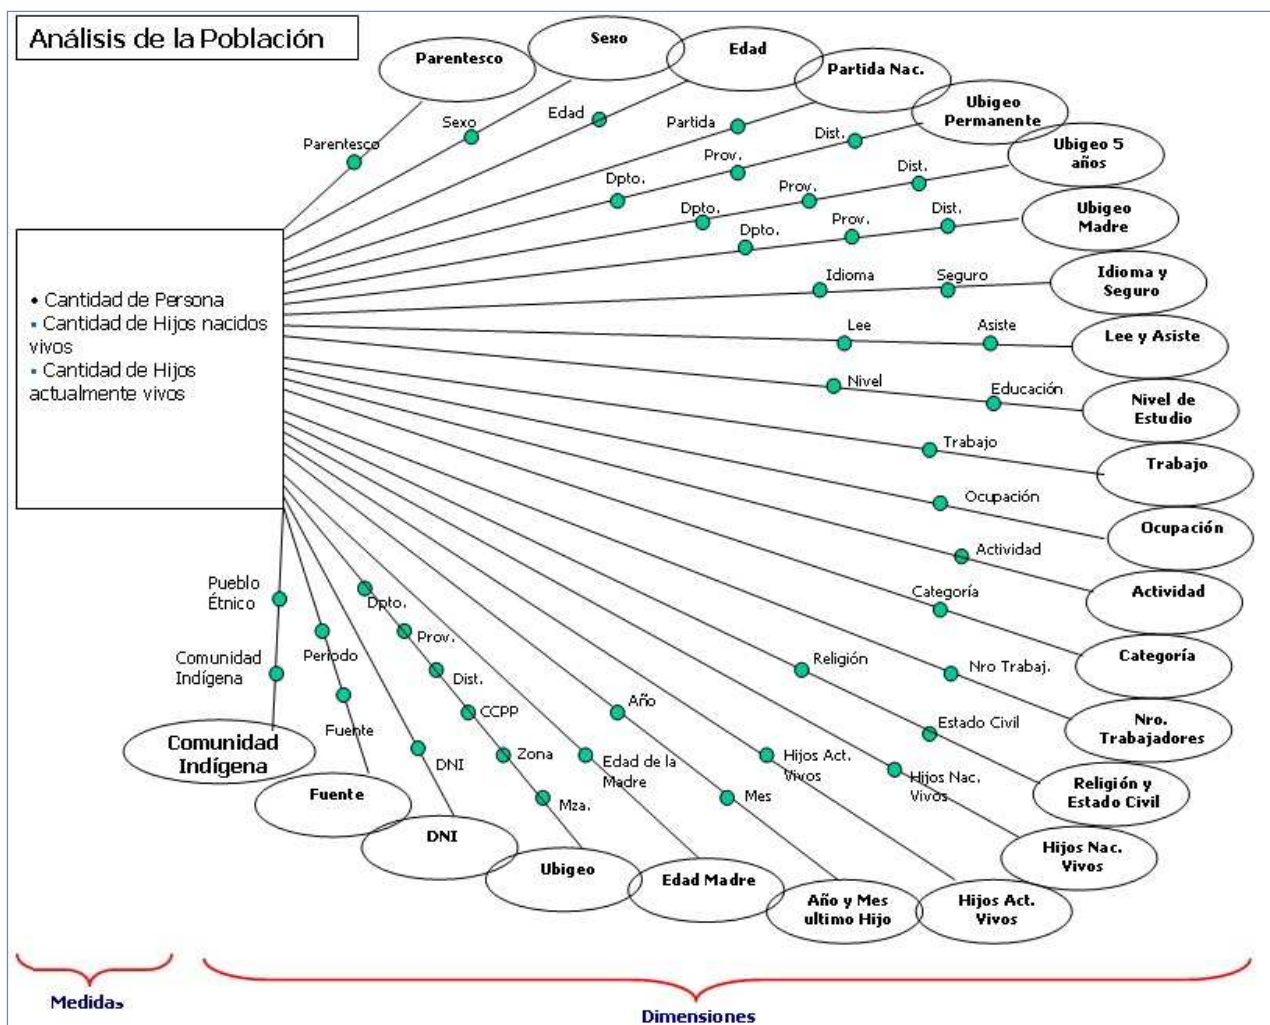 Análisis de la Población
Parentesco
Sexo
Edad
Partida Nac.
Ubigeo
Permanente
Ubigeo 5
años
Ubigeo
Madre
Idioma y
Seguro
Lee y Asiste
Nivel de
Estudio
Trabajo
Ocupación
Actividad
Categoría
Nro.
Trabajadores
Religión y
Estado Civil
Hijos Nac.
Vivos
Hijos Act.
Vivos
Año y Mes
ultimo Hijo
Edad Madre
Ubigeo
DNI
Fuente
Comunidad
Indígena
Parentesco
Sexo
Edad
Partida
Dpto.
Prov.
Dist.
Dpto.
Prov.
Dist.
Dpto.
Prov.
Dist.
Idioma
Seguro
Lee
Asiste
Nivel
Educación
Trabajo
Ocupación
Actividad
Categoría
Nro Trabaj.
Religión
Estado Civil
Hijos Nac.
Vivos
Hijos Act.
Vivos
Año
Mes
Edad de la
Madre
Dpto.
Prov.
Dist.
CCPP
Zona
Mza.
DNI
Período
Fuente
Pueblo
Étnico
Comunidad
Indígena
• Cantidad de Persona
▪ Cantidad de Hijos nacidos
vivos
▪ Cantidad de Hijos
actualmente vivos
Medidas
Dimensiones